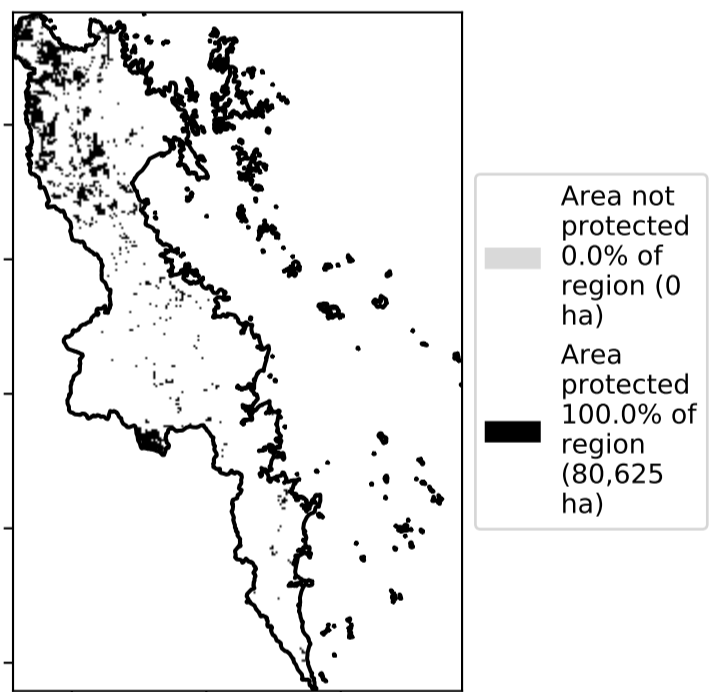 Area not
protected
0.0% of
region (0
ha)
Area
protected
100.0% of
region
(80,625
ha)